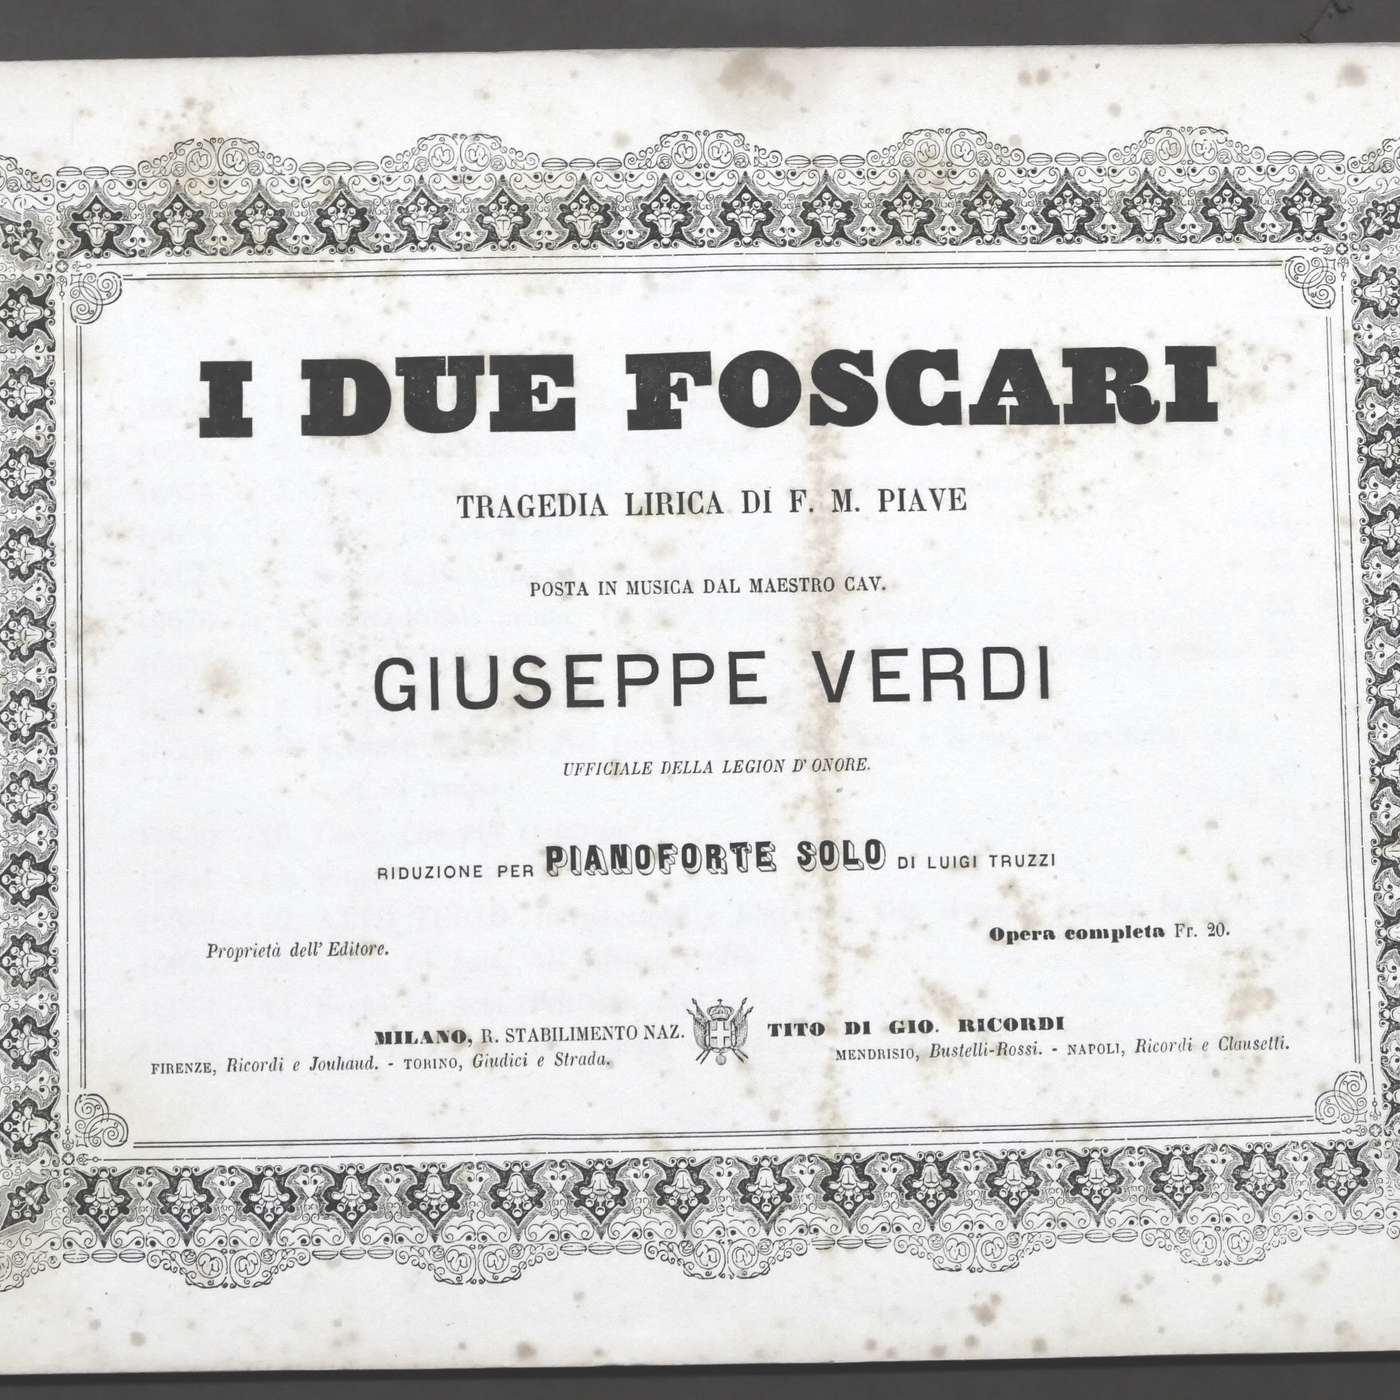 I DUE FOSCARI
TRAGEDIA LIRICA DI F. M. PIAVE
POSTA IN MUSICA DAL MAESTRO CAV.
GIUSEPPE VERDI
UFFICIALE DELLA LEGION D' ONORE.
RIDUZIONE PER PIANOFORTE SOLO DI LUIGI TRUZZI
Proprietà dell' Editore.
Opera completa Fr. 20.
MILANO, R. STABILIMENTO NAZ. TITO DI GIO. RICORDI
FIRENZE, Ricordi e Jouhaud. - TORINO, Giudici e Strada.
MENDRISIO, Bustelli-Rossi. - NAPOLI, Ricordi e Clausetti.